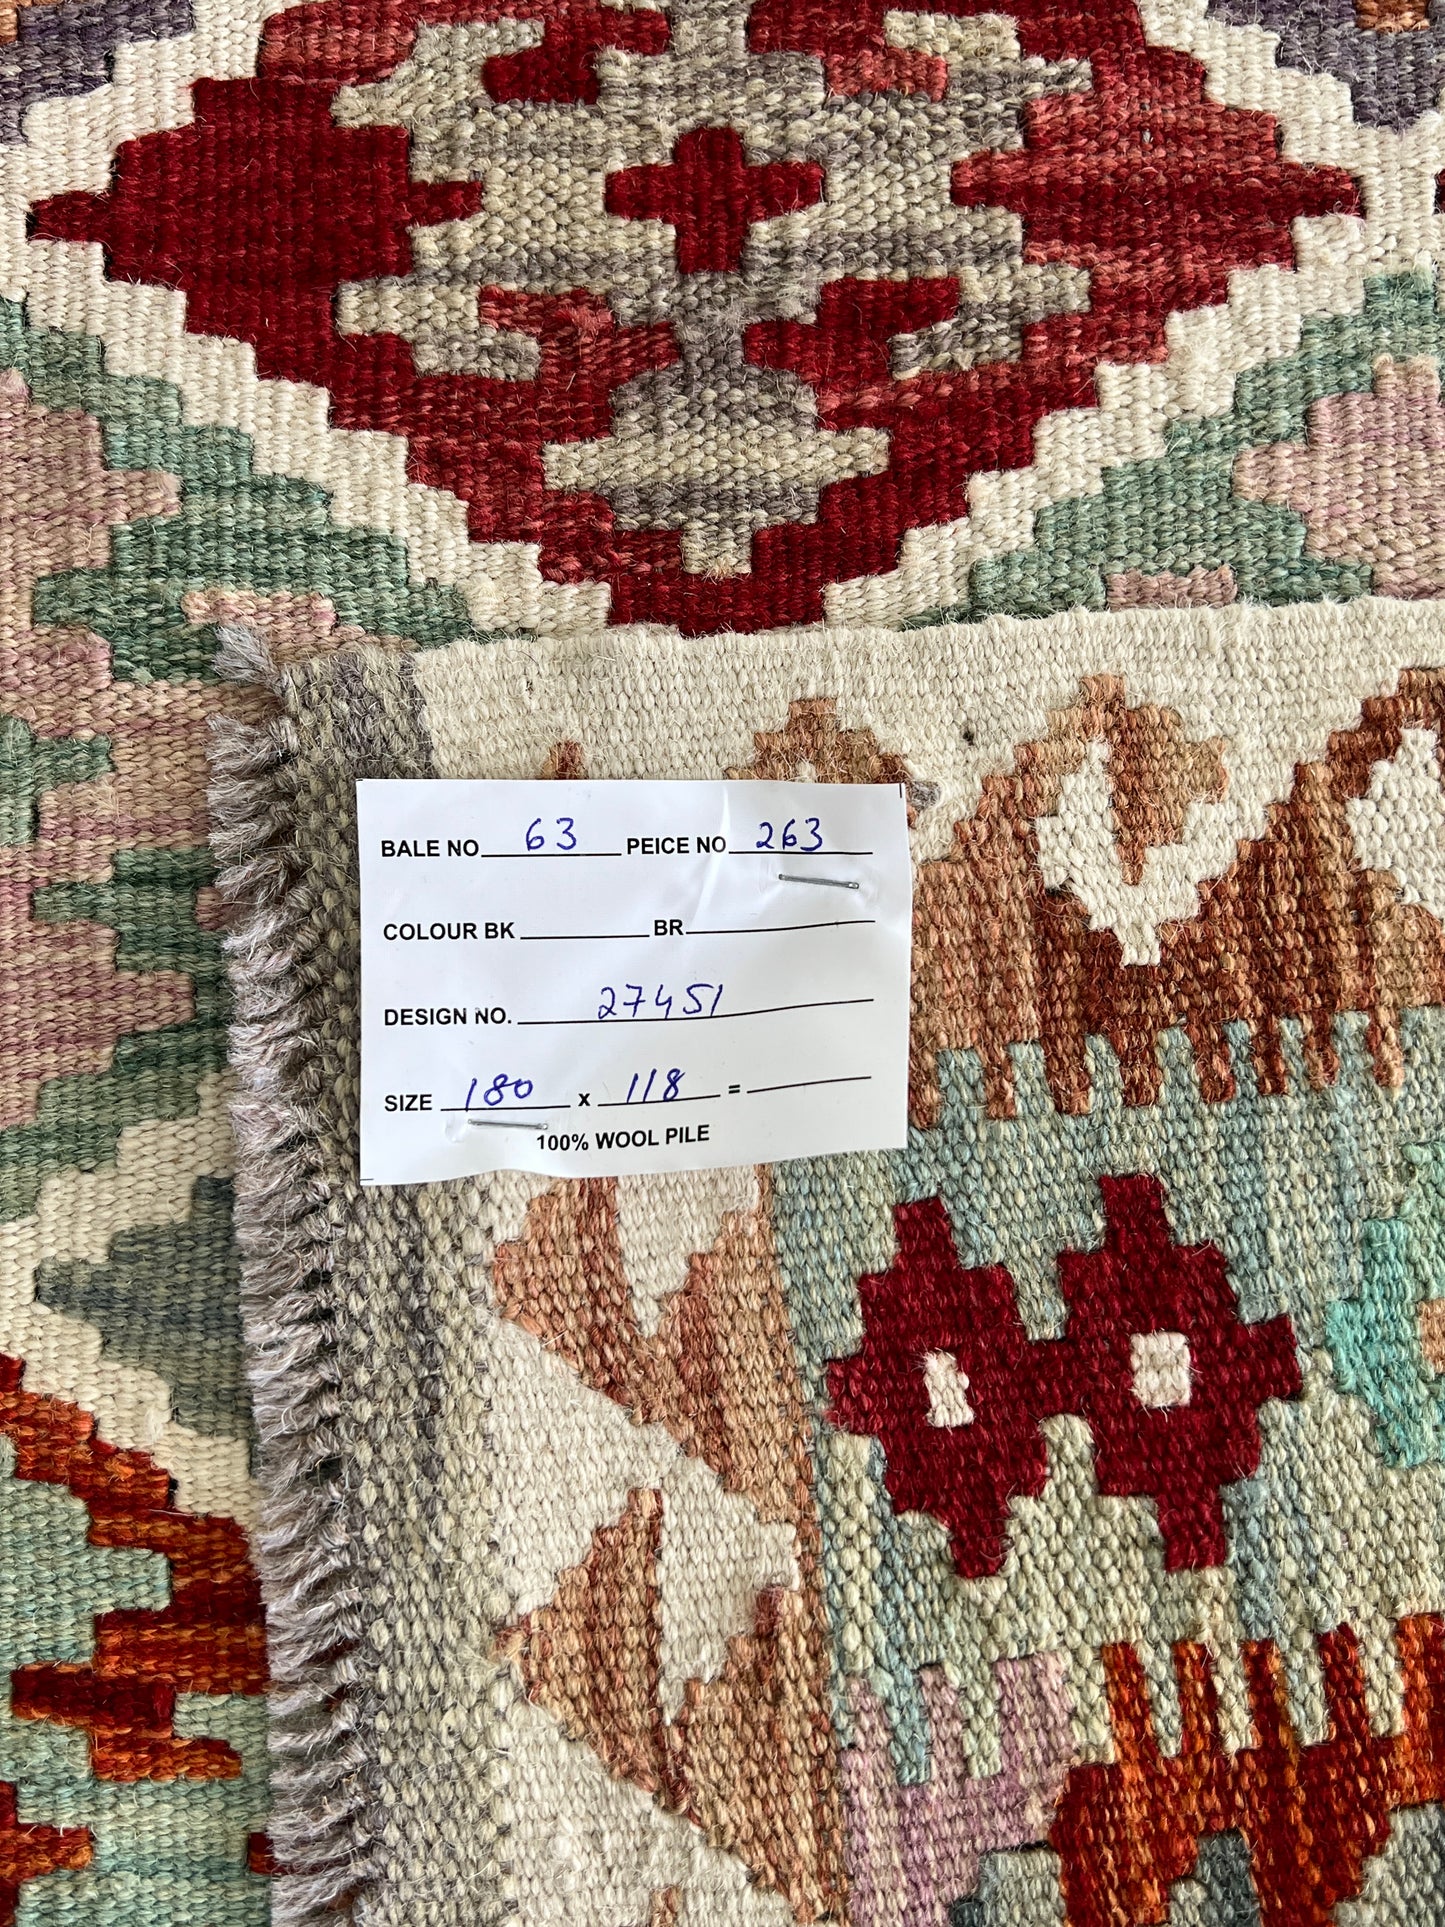 BALE NO 63 PEICE NO 263
COLOUR BK BR
DESIGN NO. 27451
SIZE 180 x 118 =
100% WOOL PILE